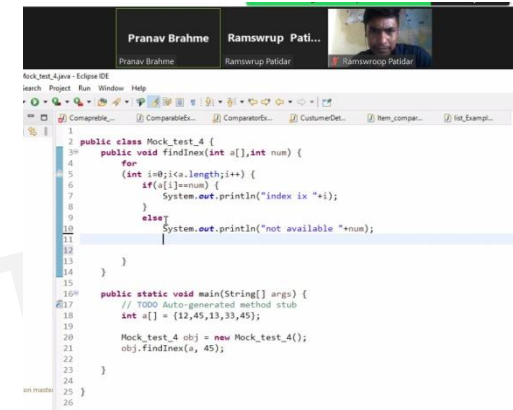 Pranav Brahme
Ramswrup Pati...
Pranav Brahme
Ramswrup Patidar
Ramswroop Patidar
Mock_test_4.java - Eclipse IDE
Search Project Run Window Help
Comapreble_...
ComparableEx...
ComparatorEx...
CustumerDet...
Item_compar...
list_Exampl...
1
2 public class Mock_test_4 {
3 public void findInex(int a[],int num) {
4 for
5 (int i=0;i<a.length;i++) {
6 if(a[i]==num) {
7 System.out.println("index ix "+i);
8 }
9 else
10 System.out.println("not available "+num);
11
12
13 }
14 }
15
16 public static void main(String[] args) {
17 // TODO Auto-generated method stub
18 int a[] = {12,45,13,33,45};
19
20 Mock_test_4 obj = new Mock_test_4();
21 obj.findInex(a, 45);
22
23 }
24
25 }
26